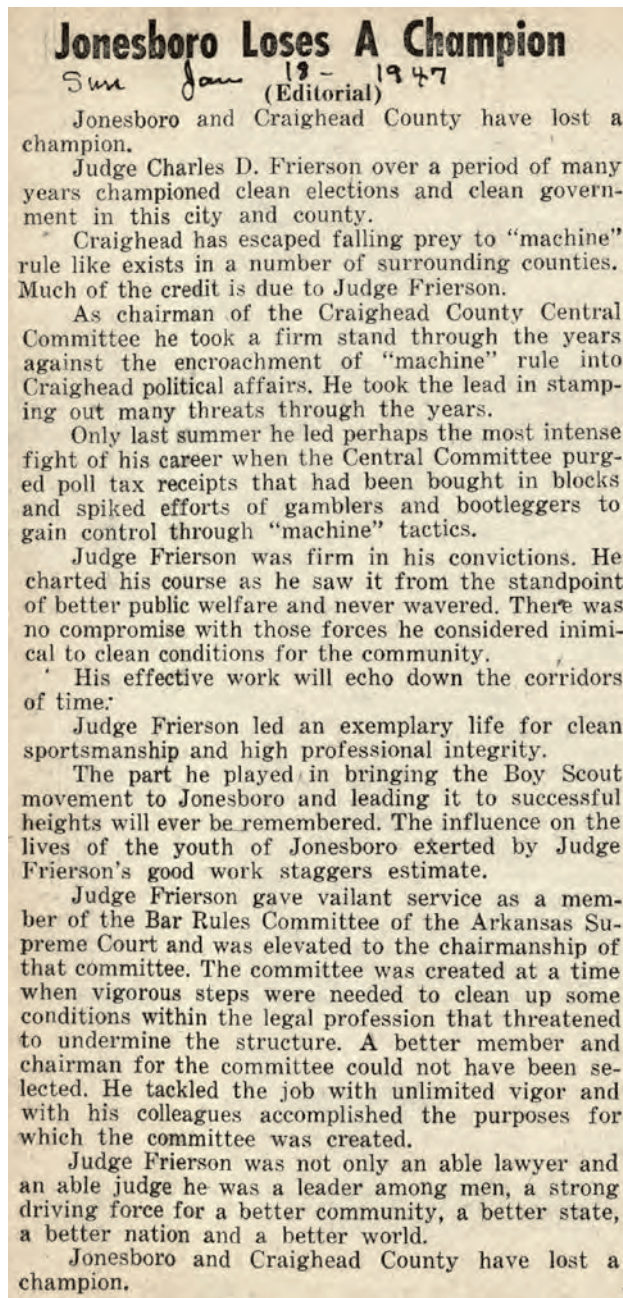 Jonesboro Loses A Champion
Sun Jan 18 - 1947
(Editorial)
Jonesboro and Craighead County have lost a
champion.
Judge Charles D. Frierson over a period of many
years championed clean elections and clean govern-
ment in this city and county.
Craighead has escaped falling prey to "machine"
rule like exists in a number of surrounding counties.
Much of the credit is due to Judge Frierson.
As chairman of the Craighead County Central
Committee he took a firm stand through the years
against the encroachment of "machine" rule into
Craighead political affairs. He took the lead in stamp-
ing out many threats through the years.
Only last summer he led perhaps the most intense
fight of his career when the Central Committee purg-
ed poll tax receipts that had been bought in blocks
and spiked efforts of gamblers and bootleggers to
gain control through "machine" tactics.
Judge Frierson was firm in his convictions. He
charted his course as he saw it from the standpoint
of better public welfare and never wavered. There was
no compromise with those forces he considered inimi-
cal to clean conditions for the community.
His effective work will echo down the corridors
of time.
Judge Frierson led an exemplary life for clean
sportsmanship and high professional integrity.
The part he played in bringing the Boy Scout
movement to Jonesboro and leading it to successful
heights will ever be remembered. The influence on the
lives of the youth of Jonesboro exerted by Judge
Frierson's good work staggers estimate.
Judge Frierson gave vailant service as a mem-
ber of the Bar Rules Committee of the Arkansas Su-
preme Court and was elevated to the chairmanship of
that committee. The committee was created at a time
when vigorous steps were needed to clean up some
conditions within the legal profession that threatened
to undermine the structure. A better member and
chairman for the committee could not have been se-
lected. He tackled the job with unlimited vigor and
with his colleagues accomplished the purposes for
which the committee was created.
Judge Frierson was not only an able lawyer and
an able judge he was a leader among men, a strong
driving force for a better community, a better state,
a better nation and a better world.
Jonesboro and Craighead County have lost a
champion.